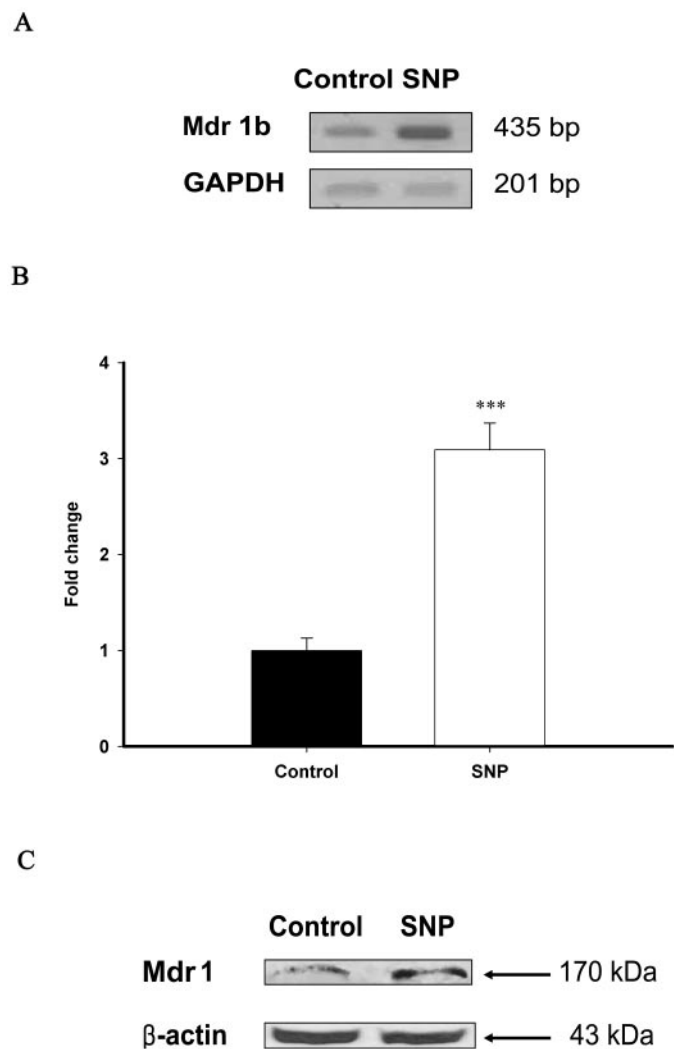 A
Control SNP
Mdr 1b 435 bp
GAPDH 201 bp
B
4
***
3
2
1
0
Fold change
Control SNP
C
Control SNP
Mdr 1 170 kDa
β-actin 43 kDa